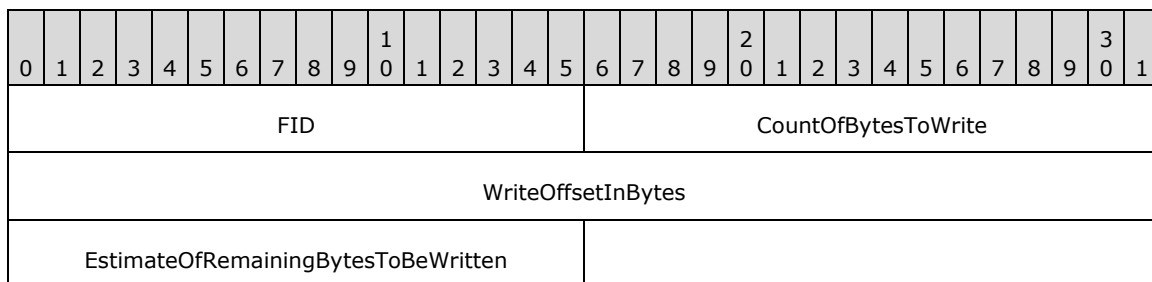 1 2 3
0 1 2 3 4 5 6 7 8 9 0 1 2 3 4 5 6 7 8 9 0 1 2 3 4 5 6 7 8 9 0 1
FID CountOfBytesToWrite
WriteOffsetInBytes
EstimateOfRemainingBytesToBeWritten